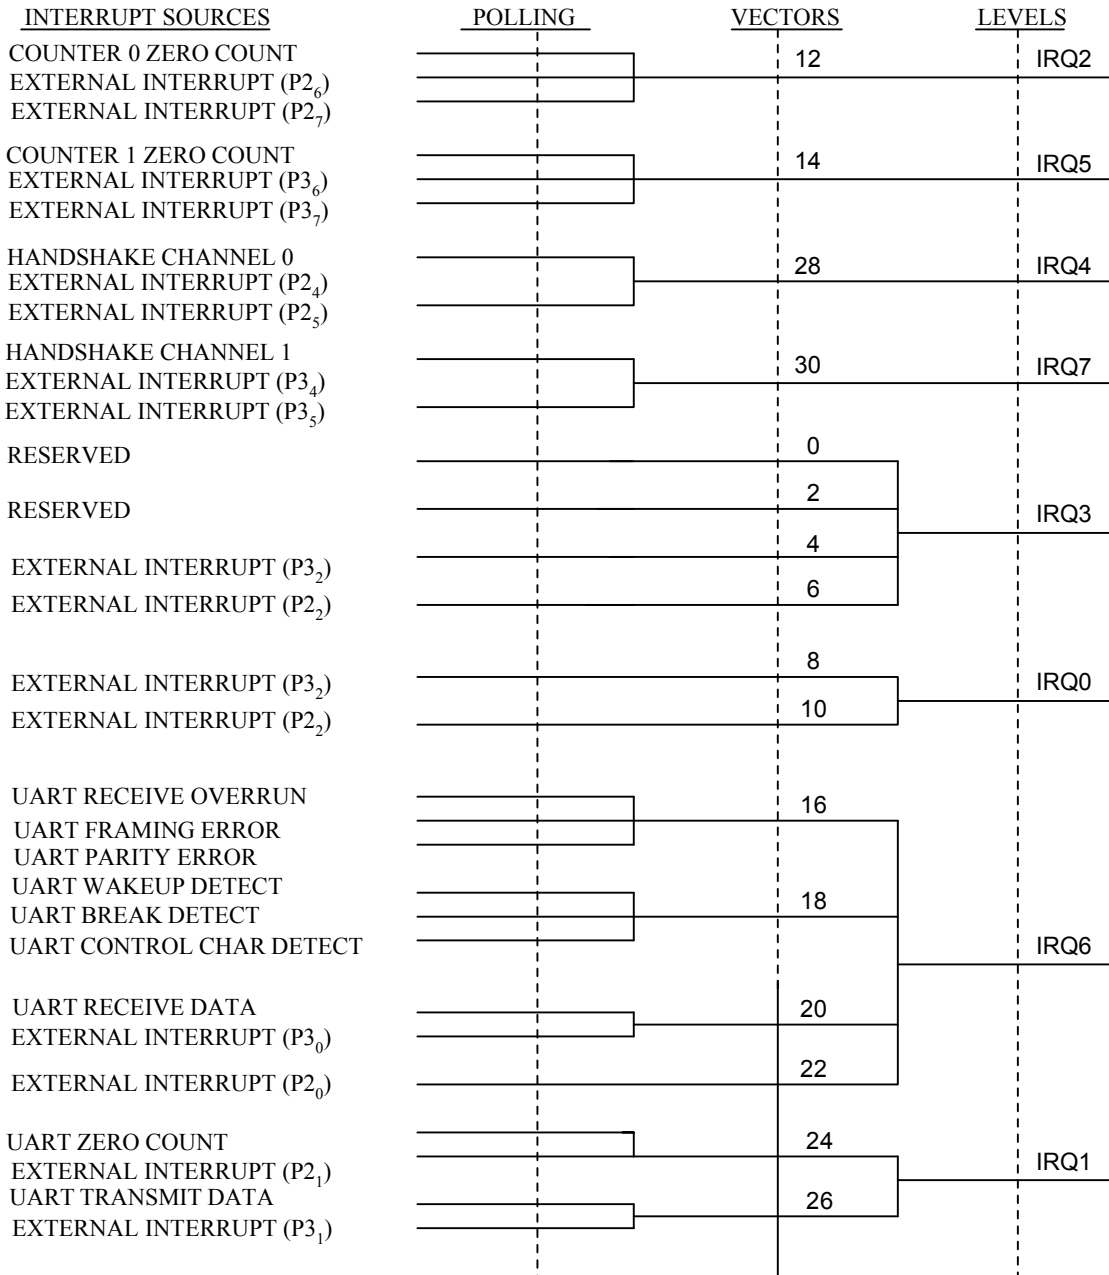 INTERRUPT SOURCES POLLING VECTORS LEVELS
COUNTER 0 ZERO COUNT 12 IRQ2
EXTERNAL INTERRUPT (P2₆)
EXTERNAL INTERRUPT (P2₇)
COUNTER 1 ZERO COUNT 14 IRQ5
EXTERNAL INTERRUPT (P3₆)
EXTERNAL INTERRUPT (P3₇)
HANDSHAKE CHANNEL 0 28 IRQ4
EXTERNAL INTERRUPT (P2₄)
EXTERNAL INTERRUPT (P2₅)
HANDSHAKE CHANNEL 1 30 IRQ7
EXTERNAL INTERRUPT (P3₄)
EXTERNAL INTERRUPT (P3₅)
RESERVED 0
RESERVED 2 IRQ3
EXTERNAL INTERRUPT (P3₂) 4
EXTERNAL INTERRUPT (P2₂) 6
EXTERNAL INTERRUPT (P3₂) 8 IRQ0
EXTERNAL INTERRUPT (P2₂) 10
UART RECEIVE OVERRUN 16
UART FRAMING ERROR
UART PARITY ERROR
UART WAKEUP DETECT 18
UART BREAK DETECT
UART CONTROL CHAR DETECT IRQ6
UART RECEIVE DATA 20
EXTERNAL INTERRUPT (P3₀)
EXTERNAL INTERRUPT (P2₀) 22
UART ZERO COUNT 24
EXTERNAL INTERRUPT (P2₁) IRQ1
UART TRANSMIT DATA 26
EXTERNAL INTERRUPT (P3₁)